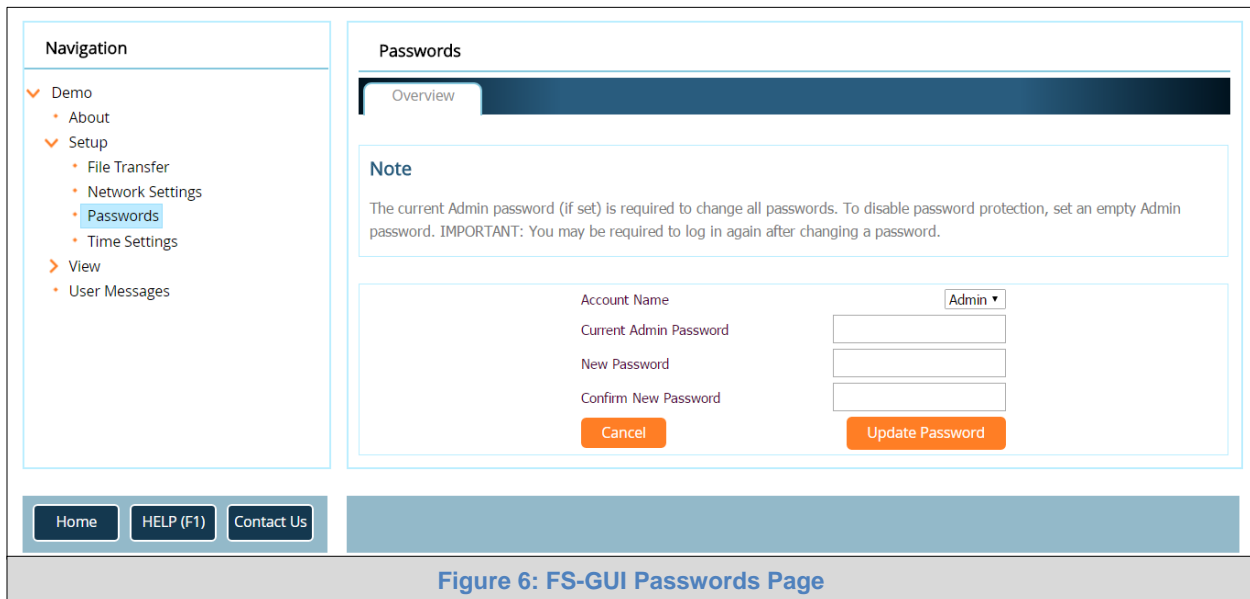 Navigation
Demo
About
Setup
File Transfer
Network Settings
Passwords
Time Settings
View
User Messages
Passwords
Overview
Note
The current Admin password (if set) is required to change all passwords. To disable password protection, set an empty Admin
password. IMPORTANT: You may be required to log in again after changing a password.
Account Name
Admin
Current Admin Password
New Password
Confirm New Password
Cancel
Update Password
Home
HELP (F1)
Contact Us
Figure 6: FS-GUI Passwords Page